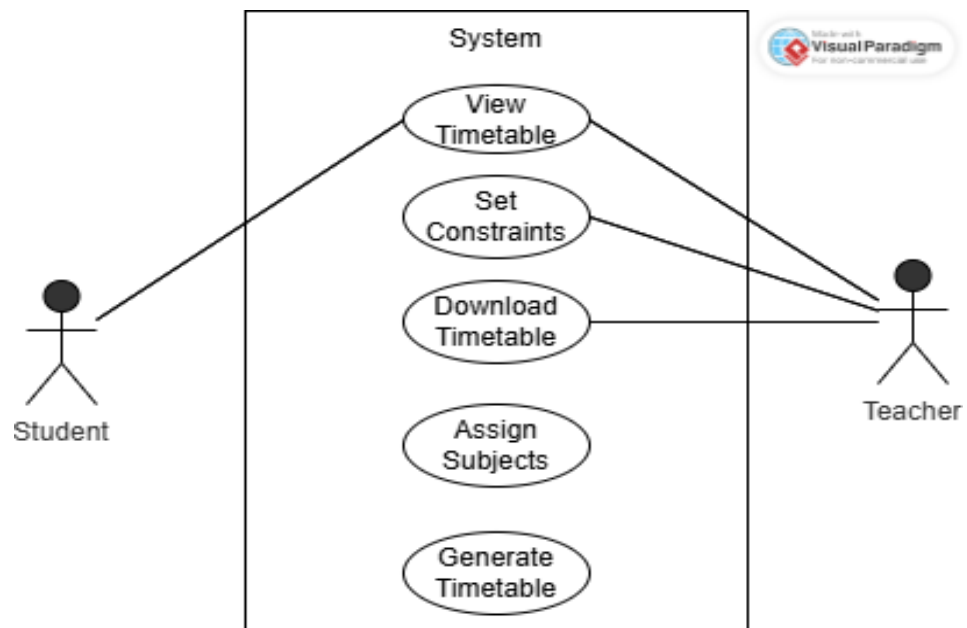 System
Made with
Visual Paradigm
For non-commercial use
View
Timetable
Set
Constraints
Download
Timetable
Student
Teacher
Assign
Subjects
Generate
Timetable